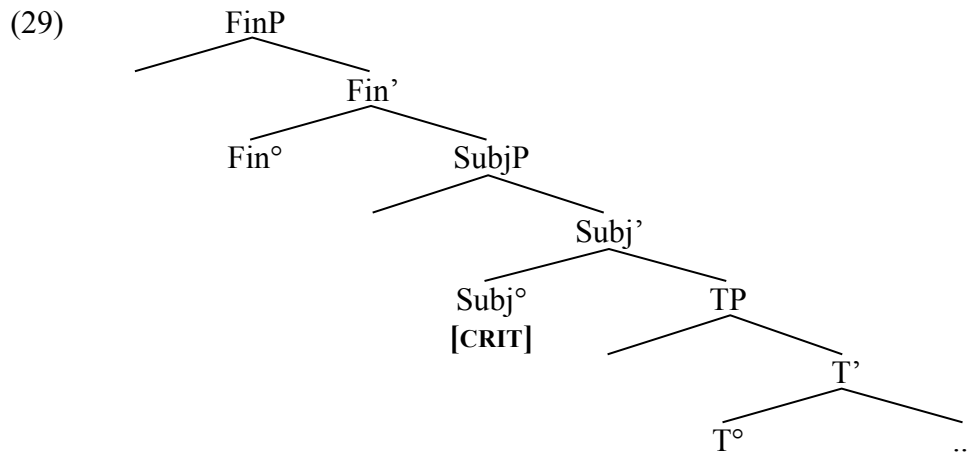 (29) FinP
Fin’
Fin° SubjP
Subj’
Subj° TP
[CRIT]
T’
T° ..